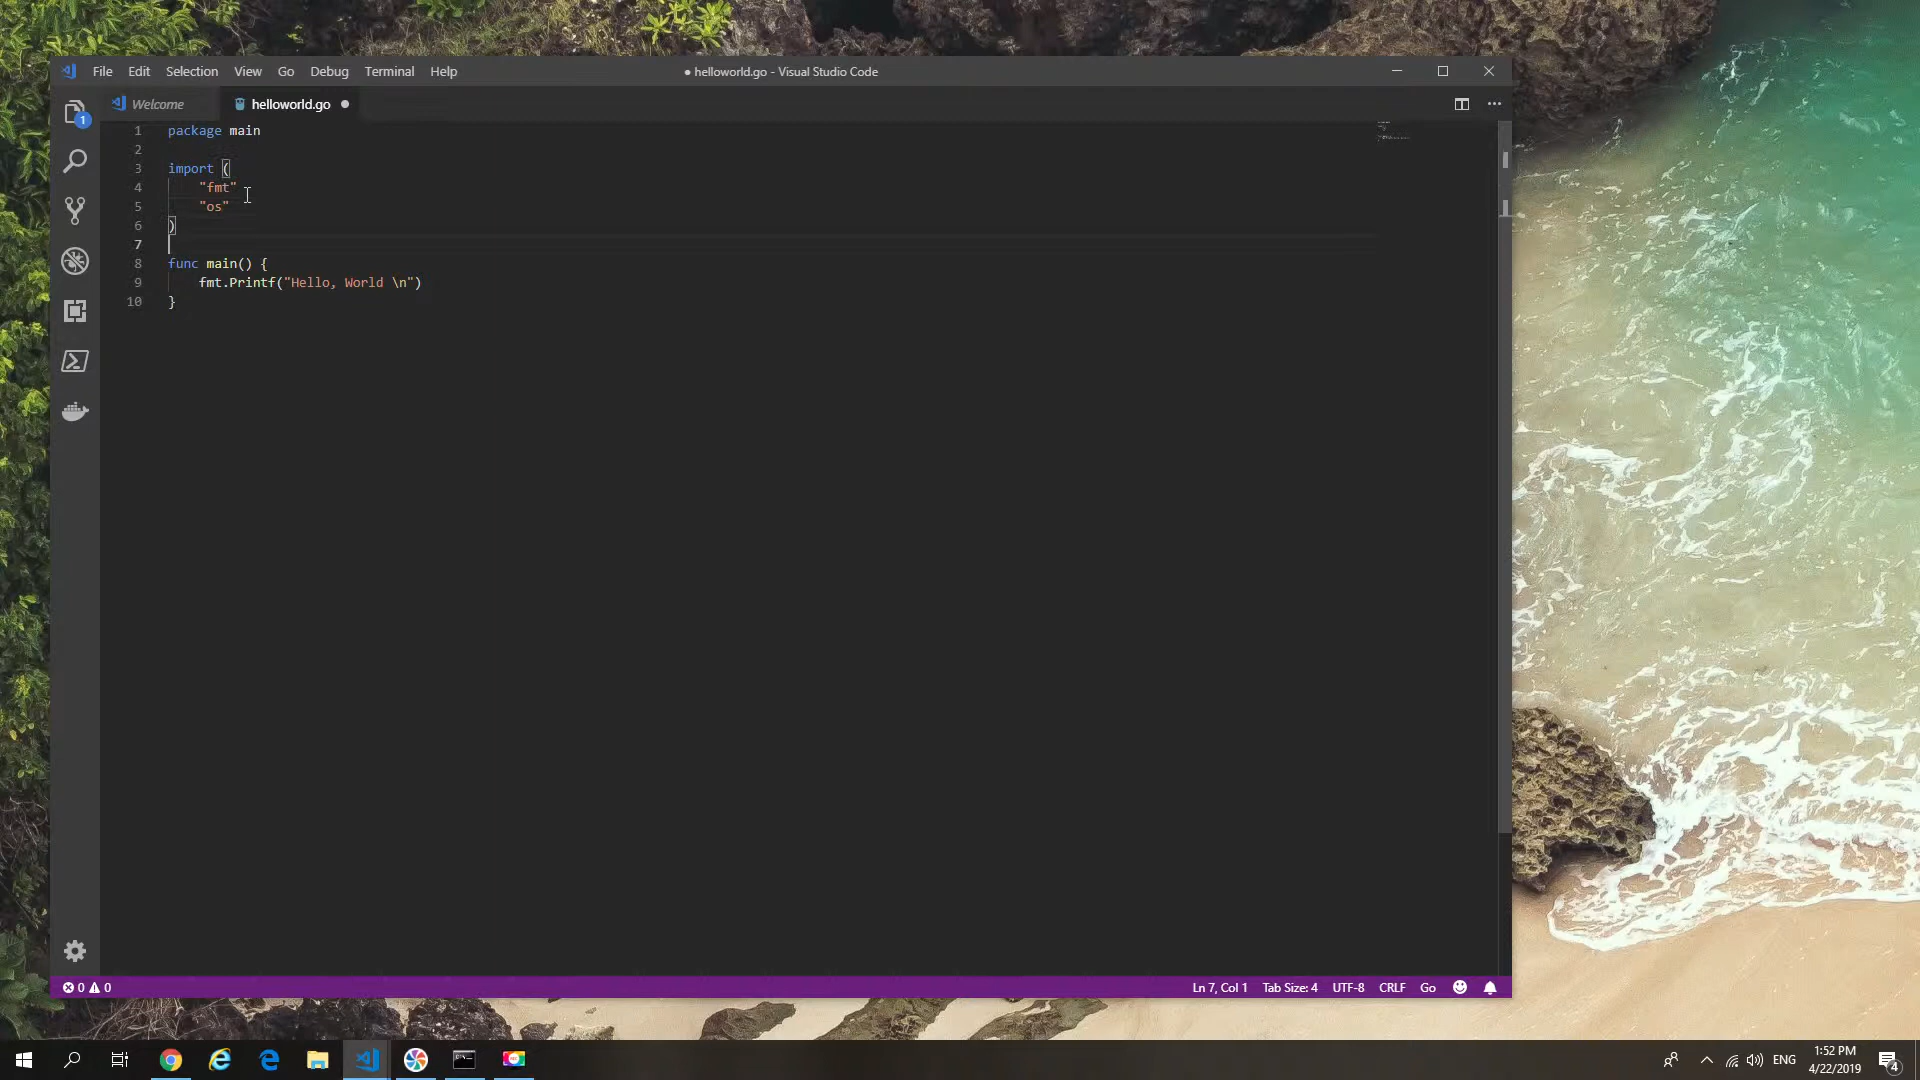 File Edit Selection View Go Debug Terminal Help
● helloworld.go - Visual Studio Code
Welcome
helloworld.go ●
1
1 package main
2
3 import (
4 "fmt"
5 "os"
6 )
7
8 func main() {
9 fmt.Printf("Hello, World \n")
10 }
0 0
Ln 7, Col 1 Tab Size: 4 UTF-8 CRLF Go
ENG
1:52 PM
4/22/2019
4